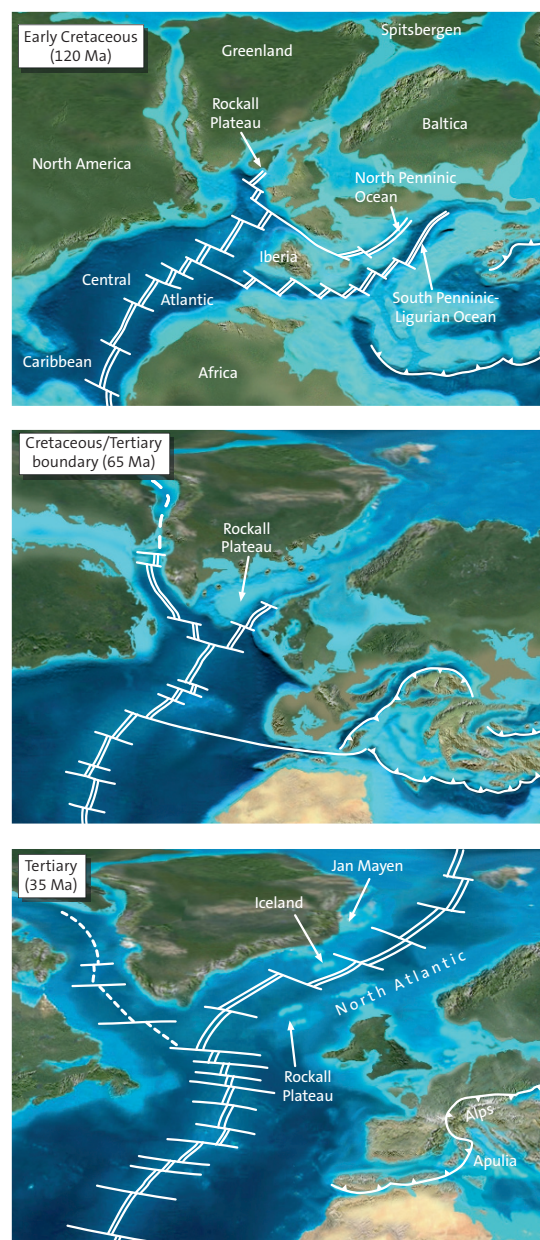 Early Cretaceous
(120 Ma)
Spitsbergen
Greenland
Rockall
Plateau
Baltica
North America
North Penninic
Ocean
Iberia
Central
Atlantic
South Penninic-
Ligurian Ocean
Caribbean
Africa
Cretaceous/Tertiary
boundary (65 Ma)
Rockall
Plateau
Tertiary
(35 Ma)
Jan Mayen
Iceland
North Atlantic
Rockall
Plateau
Alps
Apulia